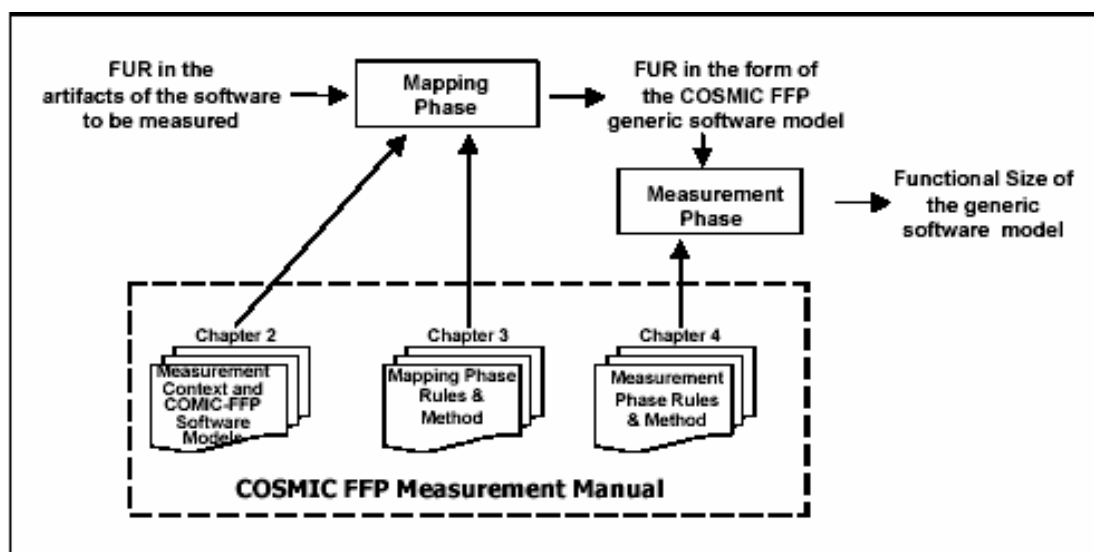 FUR in the
artifacts of the software
to be measured
Mapping
Phase
FUR in the form of
the COSMIC FFP
generic software model
Measurement
Phase
Functional Size of
the generic
software model
Chapter 2
Measurement
Context and
COMIC-FFP
Software
Models
Chapter 3
Mapping Phase
Rules &
Method
Chapter 4
Measurement
Phase Rules
& Method
COSMIC FFP Measurement Manual